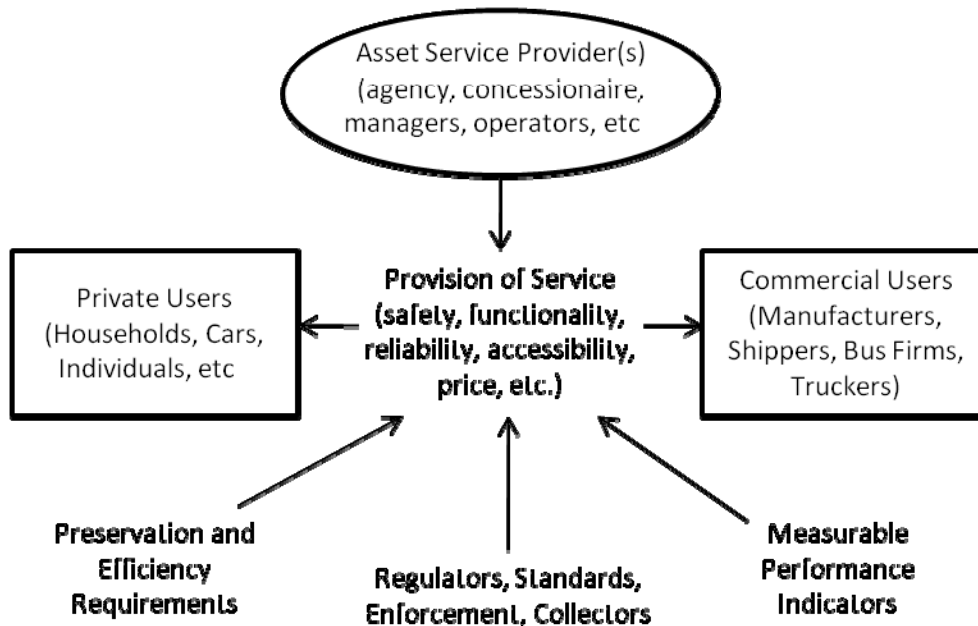 Asset Service Provider(s)
(agency, concessionaire,
managers, operators, etc
Private Users
(Households, Cars,
Individuals, etc
Provision of Service
(safety, functionality,
reliability, accessibility,
price, etc.)
Commercial Users
(Manufacturers,
Shippers, Bus Firms,
Truckers)
Preservation and
Efficiency
Requirements
Regulators, Standards,
Enforcement, Collectors
Measurable
Performance
Indicators